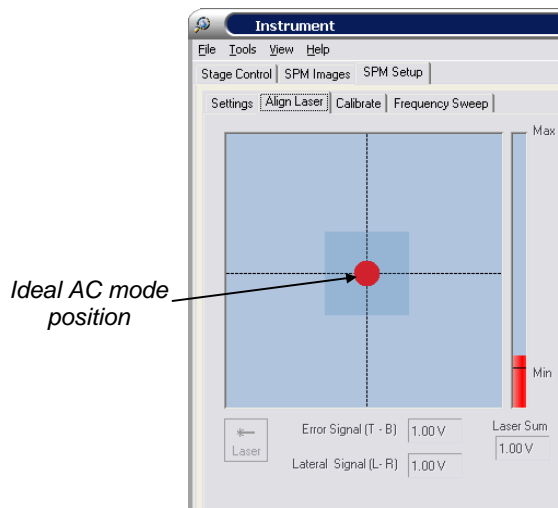 Instrument
File Tools View Help
Stage Control SPM Images SPM Setup
Settings Align Laser Calibrate Frequency Sweep
Max
Ideal AC mode
position
Min
Laser
Error Signal (T - B) 1.00 V
Lateral Signal (L- R) 1.00 V
Laser Sum
1.00 V